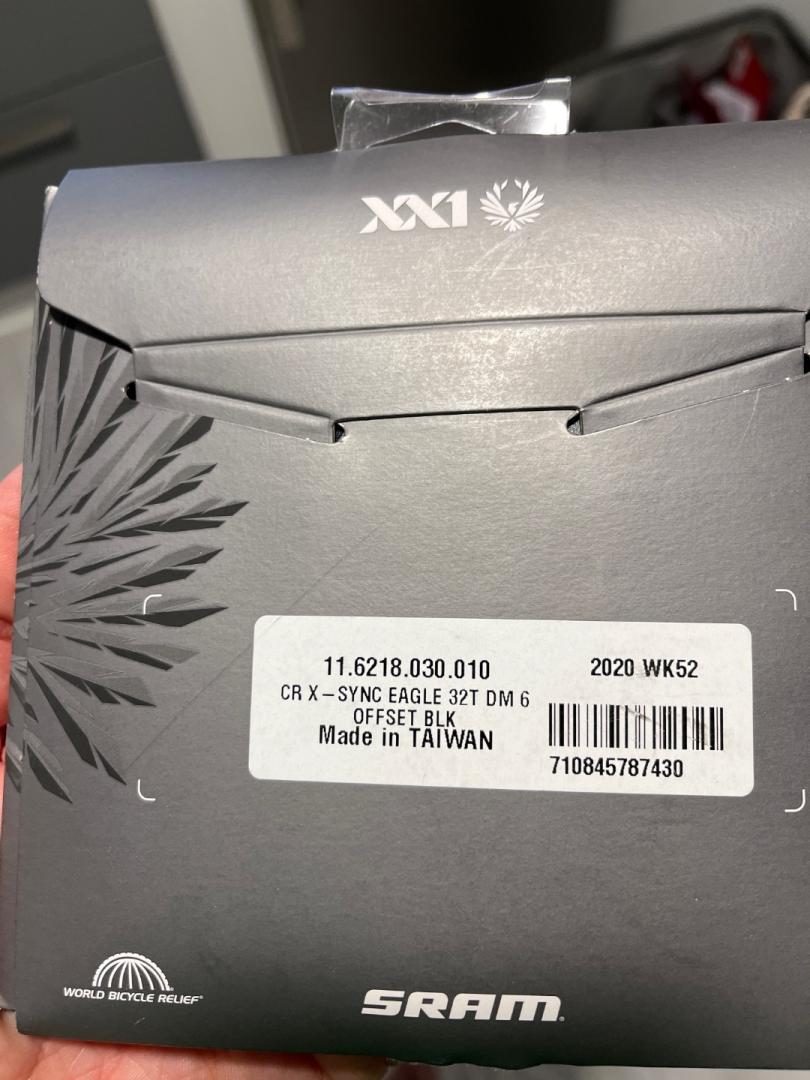 XX1
11.6218.030.010
2020 WK52
CR X-SYNC EAGLE 32T DM 6
OFFSET BLK
Made in TAIWAN
710845787430
WORLD BICYCLE RELIEF®
SRAM®